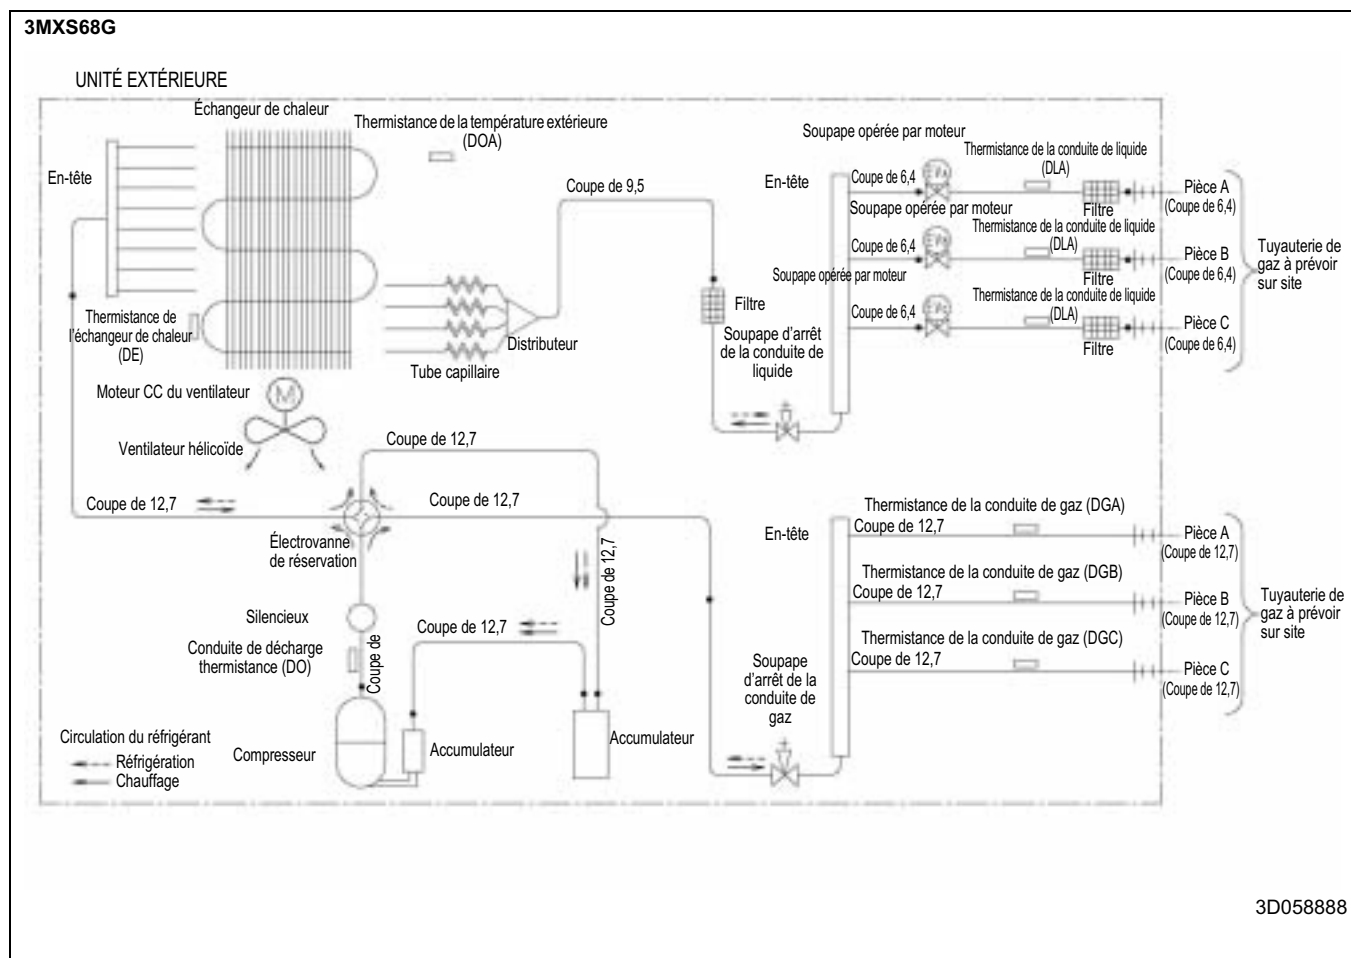 3MXS68G
UNITÉ EXTÉRIEURE
Échangeur de chaleur
Thermistance de la température extérieure
(DOA)
En-tête
Thermistance de
l'échangeur de chaleur
(DE)
Coupe de 9,5
Distributeur
Tube capillaire
Filtre
Soupape d'arrêt
de la conduite de
liquide
Moteur CC du ventilateur
M
Ventilateur hélicoïde
Soupape opérée par moteur
Thermistance de la conduite de liquide
(DLA)
En-tête
Coupe de 6,4
Filtre
Pièce A
(Coupe de 6,4)
Soupape opérée par moteur
Thermistance de la conduite de liquide
(DLA)
Coupe de 6,4
Filtre
Pièce B
(Coupe de 6,4)
Soupape opérée par moteur
Thermistance de la conduite de liquide
(DLA)
Coupe de 6,4
Filtre
Pièce C
(Coupe de 6,4)
Tuyauterie de
gaz à prévoir
sur site
Coupe de 12,7
Coupe de 12,7
Coupe de 12,7
Électrovanne
de réservation
Coupe de 12,7
Silencieux
Conduite de décharge
thermistance (DO)
Coupe de
Coupe de 12,7
Compresseur
Accumulateur
Accumulateur
Circulation du réfrigérant
Réfrigération
Chauffage
Soupape
d'arrêt de la
conduite de
gaz
En-tête
Thermistance de la conduite de gaz (DGA)
Coupe de 12,7
Pièce A
(Coupe de 12,7)
Thermistance de la conduite de gaz (DGB)
Coupe de 12,7
Pièce B
(Coupe de 12,7)
Thermistance de la conduite de gaz (DGC)
Coupe de 12,7
Pièce C
(Coupe de 12,7)
Tuyauterie de
gaz à prévoir
sur site
3D058888